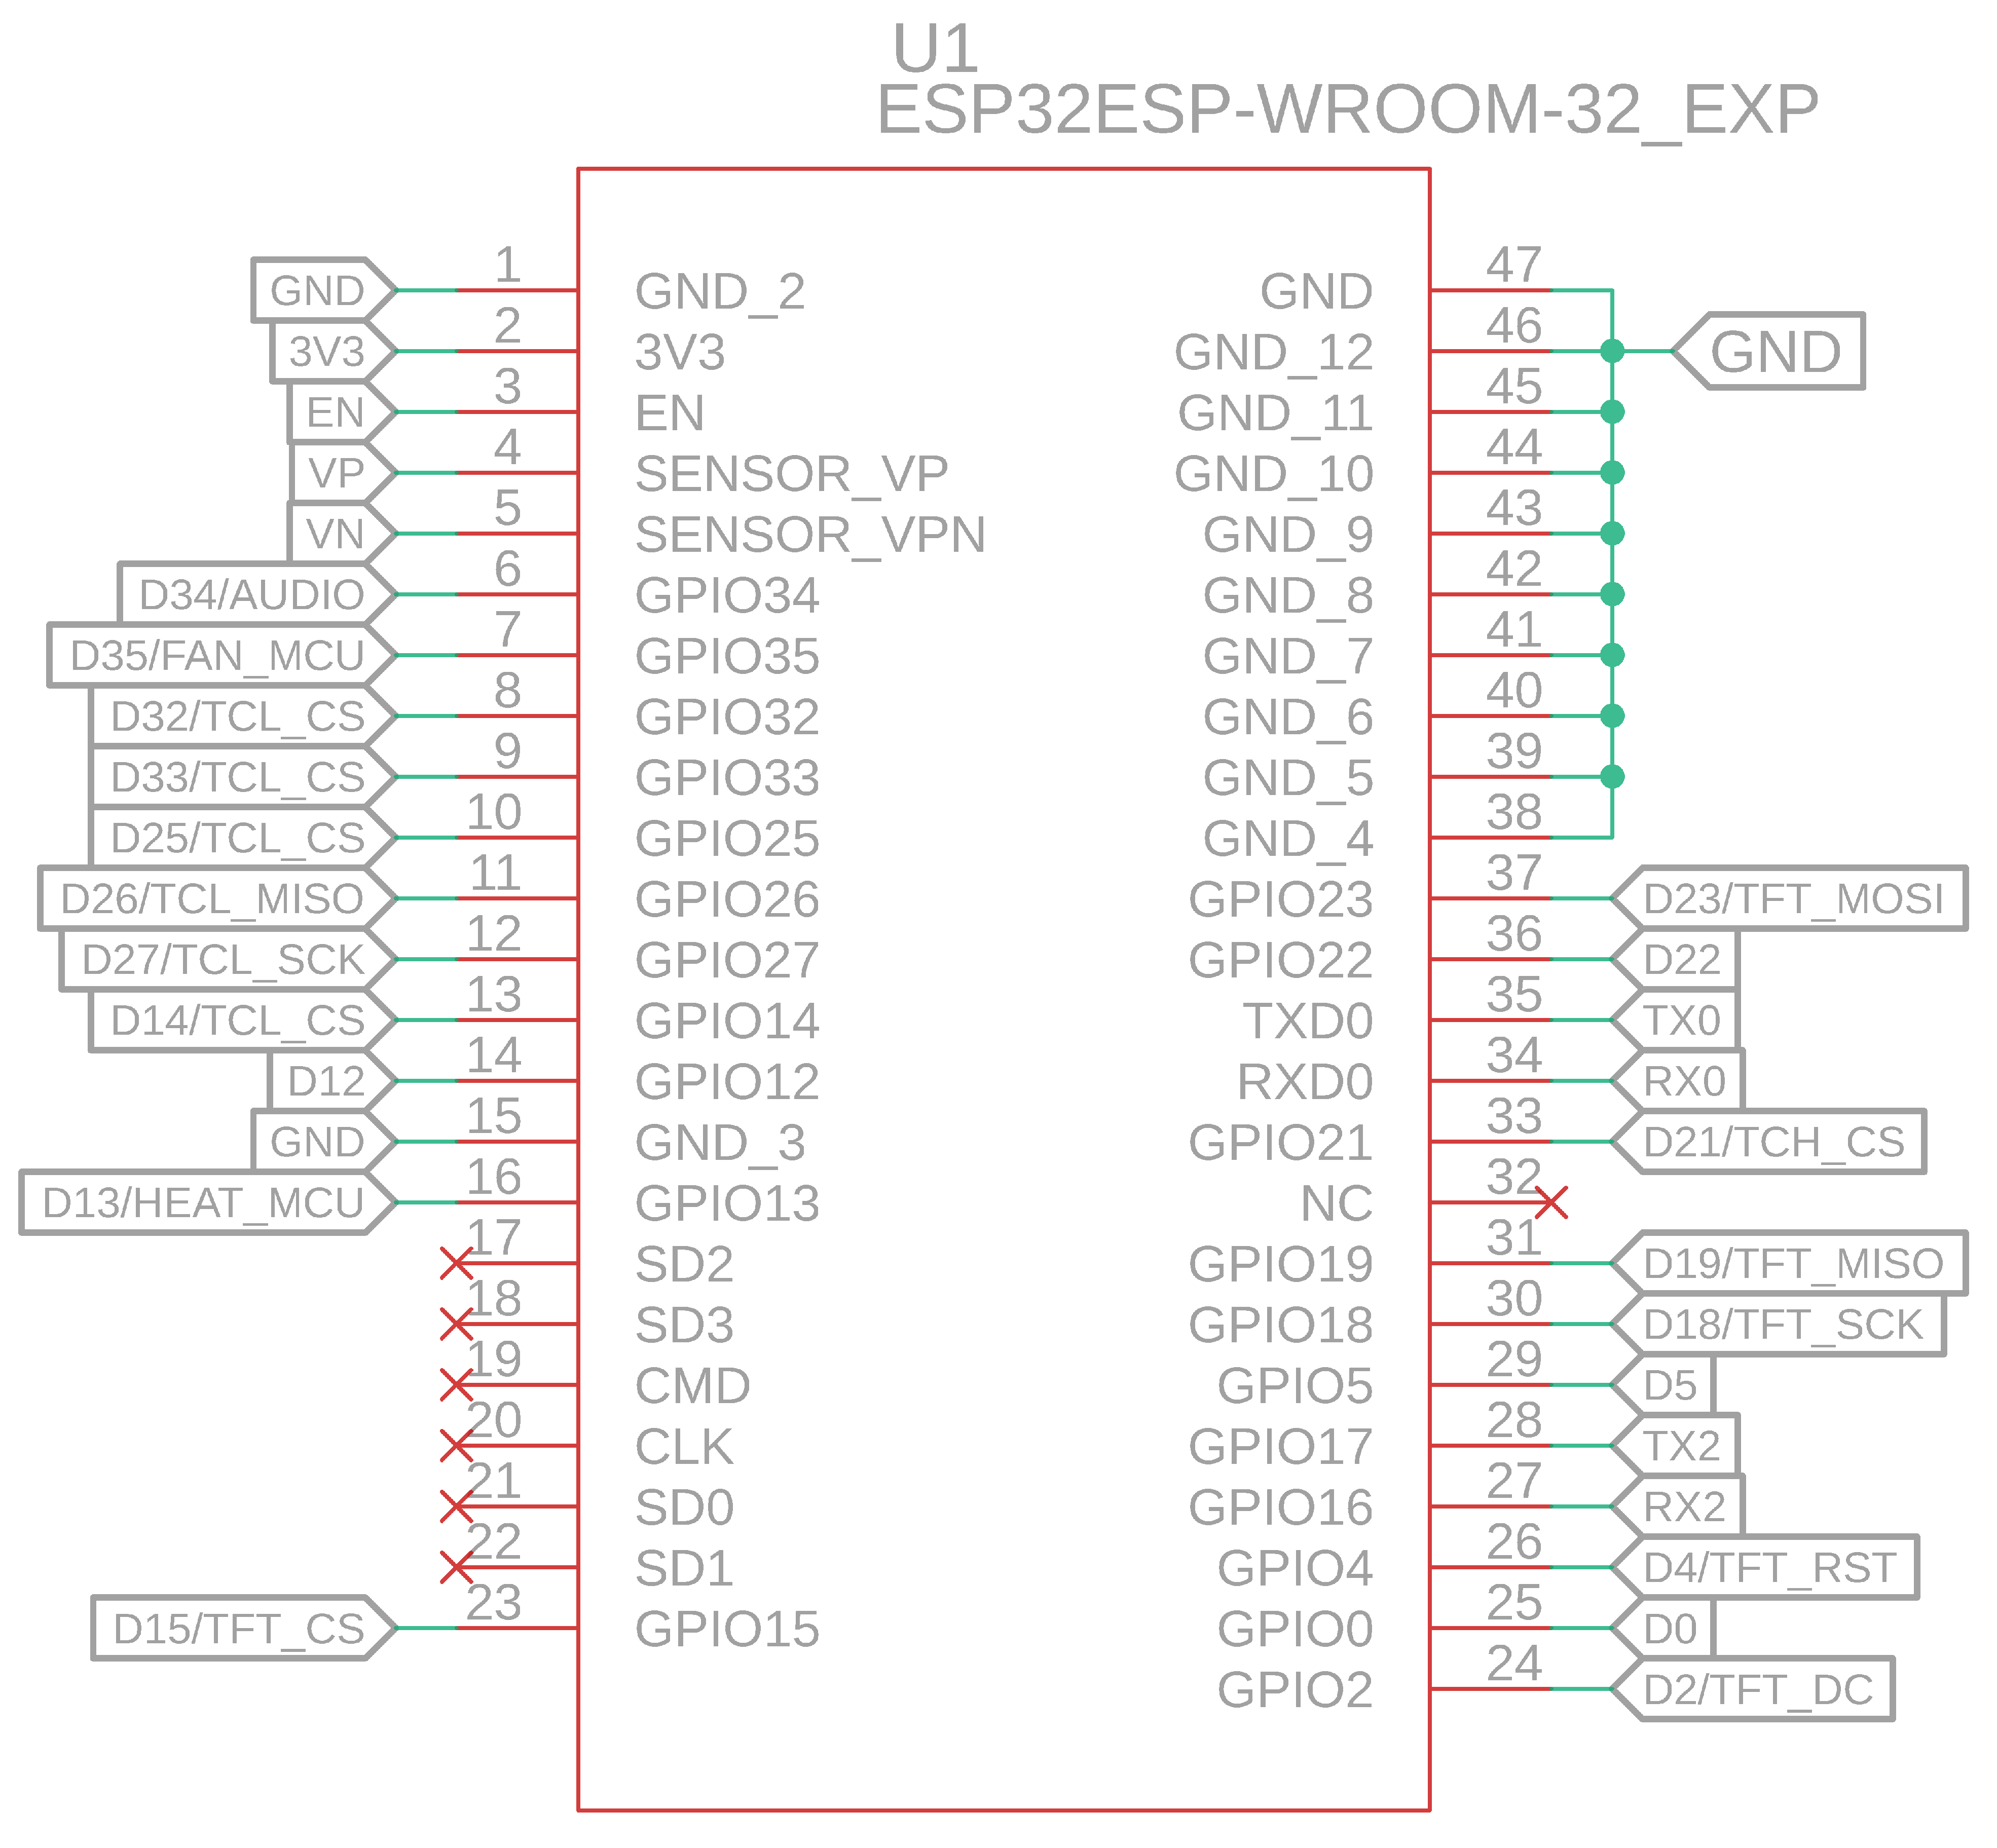 U1
ESP32ESP-WROOM-32_EXP
GND 1 GND_2 GND 47
3V3 2 3V3 GND_12 46 GND
EN 3 EN GND_11 45
VP 4 SENSOR_VP GND_10 44
VN 5 SENSOR_VPN GND_9 43
D34/AUDIO 6 GPIO34 GND_8 42
D35/FAN_MCU 7 GPIO35 GND_7 41
D32/TCL_CS 8 GPIO32 GND_6 40
D33/TCL_CS 9 GPIO33 GND_5 39
D25/TCL_CS 10 GPIO25 GND_4 38
D26/TCL_MISO 11 GPIO26 GPIO23 37 D23/TFT_MOSI
D27/TCL_SCK 12 GPIO27 GPIO22 36 D22
D14/TCL_CS 13 GPIO14 TXD0 35 TX0
D12 14 GPIO12 RXD0 34 RX0
GND 15 GND_3 GPIO21 33 D21/TCH_CS
D13/HEAT_MCU 16 GPIO13 NC 32
17 SD2 GPIO19 31 D19/TFT_MISO
18 SD3 GPIO18 30 D18/TFT_SCK
19 CMD GPIO5 29 D5
20 CLK GPIO17 28 TX2
21 SD0 GPIO16 27 RX2
22 SD1 GPIO4 26 D4/TFT_RST
D15/TFT_CS 23 GPIO15 GPIO0 25 D0
GPIO2 24 D2/TFT_DC